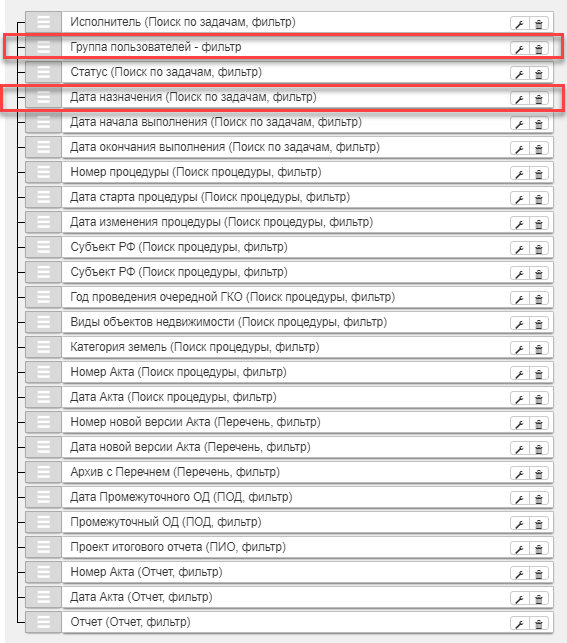 Исполнитель (Поиск по задачам, фильтр)
Группа пользователей - фильтр
Статус (Поиск по задачам, фильтр)
Дата назначения (Поиск по задачам, фильтр)
Дата начала выполнения (Поиск по задачам, фильтр)
Дата окончания выполнения (Поиск по задачам, фильтр)
Номер процедуры (Поиск процедуры, фильтр)
Дата старта процедуры (Поиск процедуры, фильтр)
Дата изменения процедуры (Поиск процедуры, фильтр)
Субъект РФ (Поиск процедуры, фильтр)
Субъект РФ (Поиск процедуры, фильтр)
Год проведения очередной ГКО (Поиск процедуры, фильтр)
Виды объектов недвижимости (Поиск процедуры, фильтр)
Категория земель (Поиск процедуры, фильтр)
Номер Акта (Поиск процедуры, фильтр)
Дата Акта (Поиск процедуры, фильтр)
Номер новой версии Акта (Перечень, фильтр)
Дата новой версии Акта (Перечень, фильтр)
Архив с Перечнем (Перечень, фильтр)
Дата Промежуточного ОД (ПОД, фильтр)
Промежуточный ОД (ПОД, фильтр)
Проект итогового отчета (ПИО, фильтр)
Номер Акта (Отчет, фильтр)
Дата Акта (Отчет, фильтр)
Отчет (Отчет, фильтр)